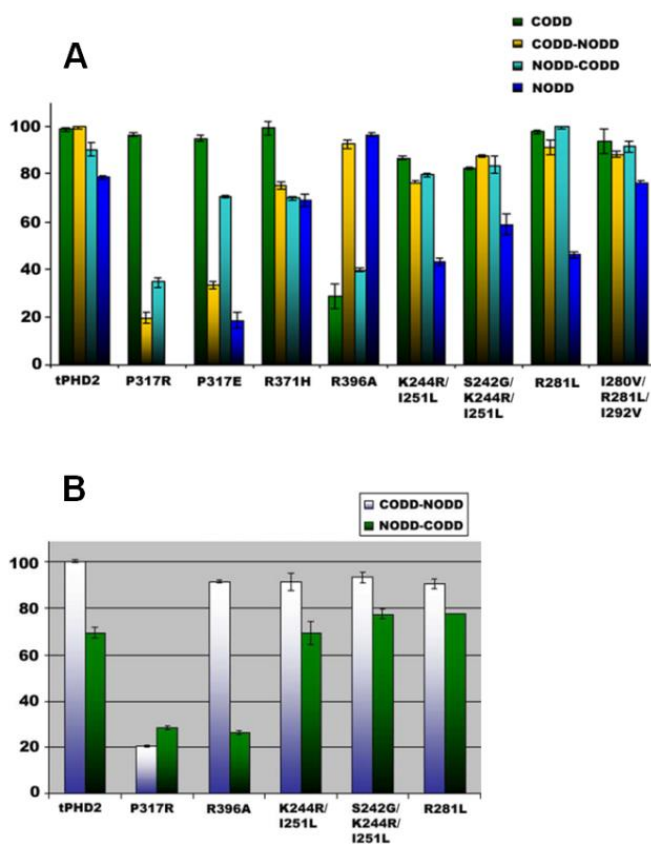 A
CODD
CODD-NODD
NODD-CODD
NODD
100
80
60
40
20
0
tPHD2
P317R
P317E
R371H
R396A
K244R/
I251L
S242G/
K244R/
I251L
R281L
I280V/
R281L/
I292V
B
CODD-NODD
NODD-CODD
100
80
60
40
20
0
tPHD2
P317R
R396A
K244R/
I251L
S242G/
K244R/
I251L
R281L